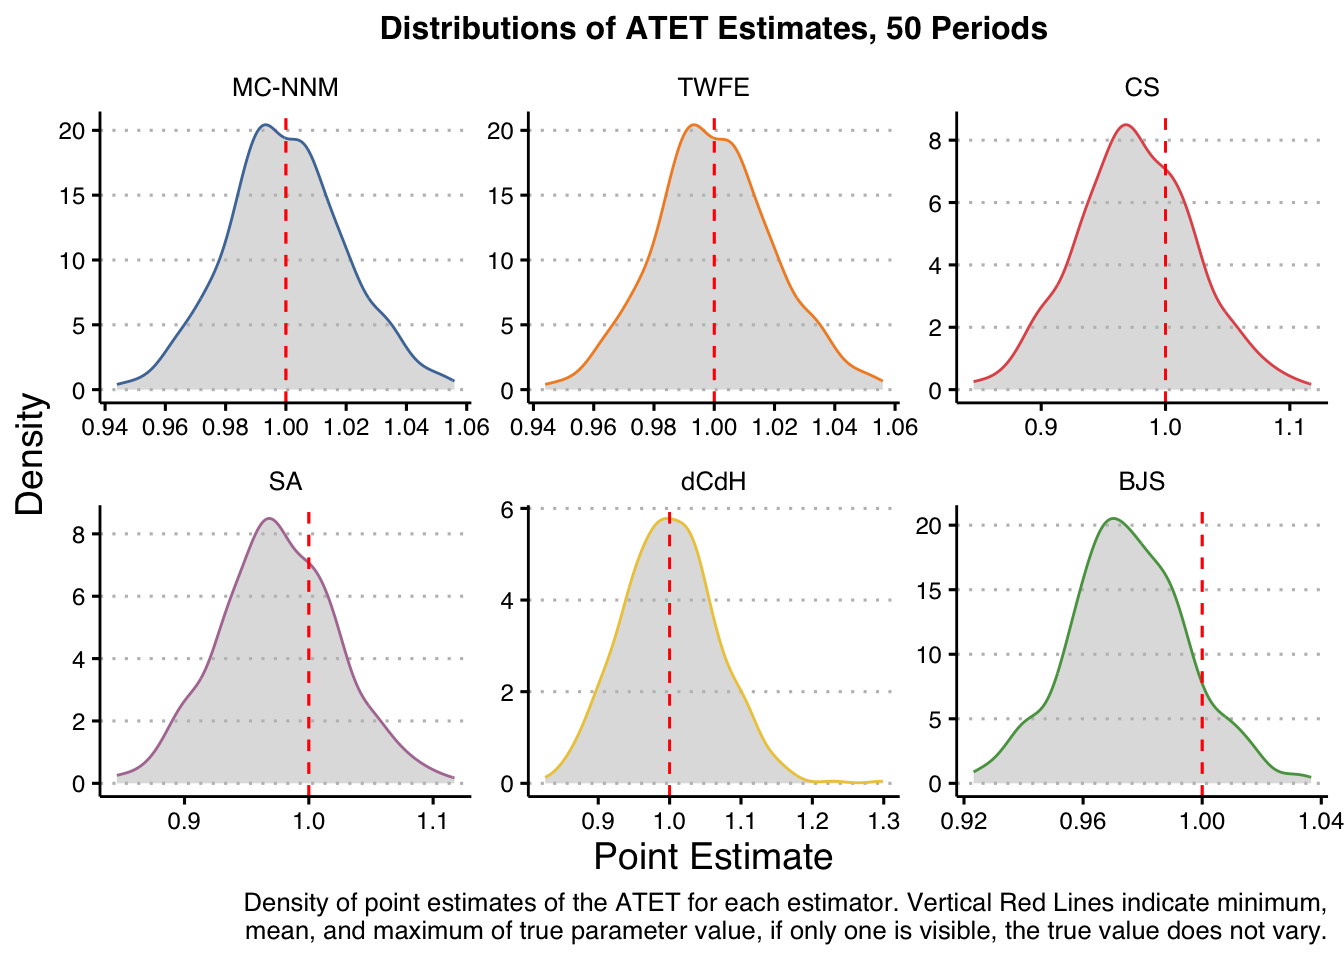 Distributions of ATET Estimates, 50 Periods
MC-NNM
TWFE
CS
20
15
10
5
0
0.94 0.96 0.98 1.00 1.02 1.04 1.06
20
15
10
5
0
0.94 0.96 0.98 1.00 1.02 1.04 1.06
8
6
4
2
0
0.9 1.0 1.1
Density
SA
dCdH
BJS
8
6
4
2
0
0.9 1.0 1.1
6
4
2
0
0.9 1.0 1.1 1.2 1.3
20
15
10
5
0
0.92 0.96 1.00 1.04
Point Estimate
Density of point estimates of the ATET for each estimator. Vertical Red Lines indicate minimum,
mean, and maximum of true parameter value, if only one is visible, the true value does not vary.